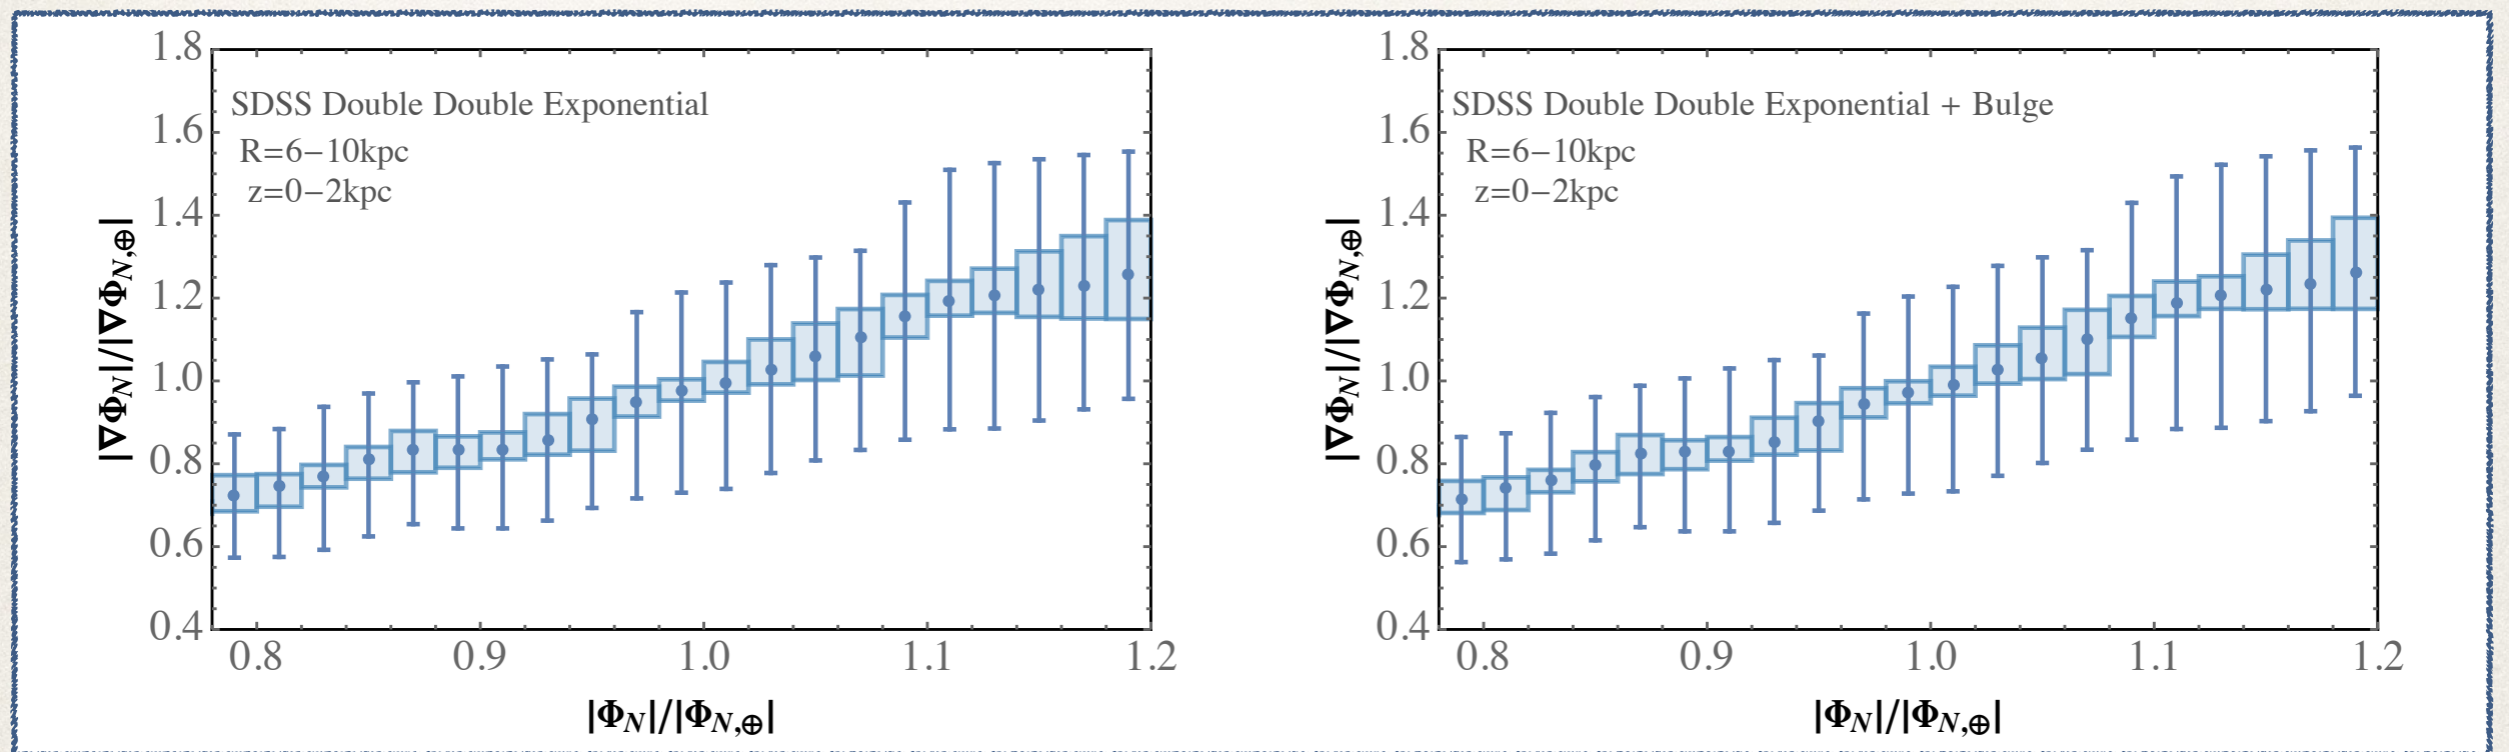 1.8
1.6
1.4
1.2
1.0
0.8
0.6
0.4
SDSS Double Double Exponential
R=6−10kpc
z=0−2kpc
|∇Φ_N|/|∇Φ_N,⊕|
0.8 0.9 1.0 1.1 1.2
|Φ_N|/|Φ_N,⊕|
1.8
1.6
1.4
1.2
1.0
0.8
0.6
0.4
SDSS Double Double Exponential + Bulge
R=6−10kpc
z=0−2kpc
|∇Φ_N|/|∇Φ_N,⊕|
0.8 0.9 1.0 1.1 1.2
|Φ_N|/|Φ_N,⊕|